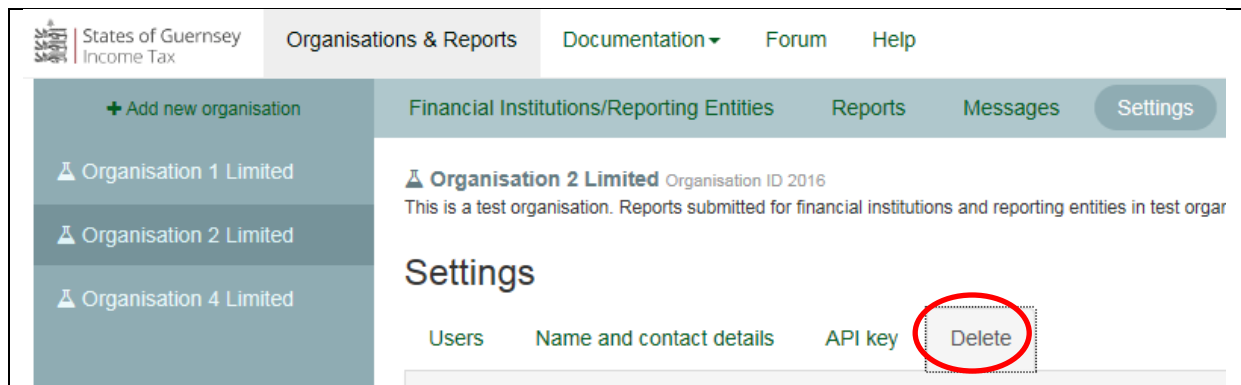 States of Guernsey
Income Tax
Organisations & Reports Documentation Forum Help
+ Add new organisation
Financial Institutions/Reporting Entities Reports Messages Settings
Organisation 1 Limited
Organisation 2 Limited
Organisation 4 Limited
Organisation 2 Limited Organisation ID 2016
This is a test organisation. Reports submitted for financial institutions and reporting entities in test orgar
Settings
Users Name and contact details API key Delete